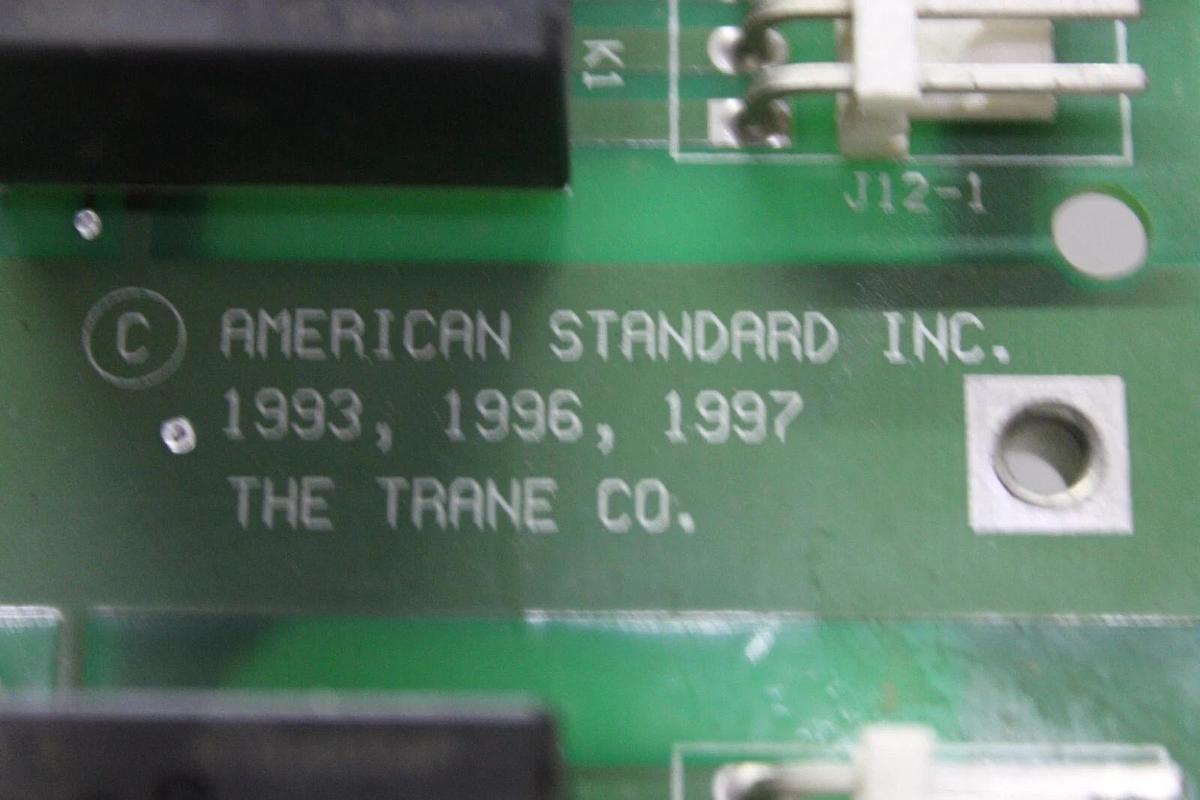 K1
J12-1
© AMERICAN STANDARD INC.
1993, 1996, 1997
THE TRANE CO.